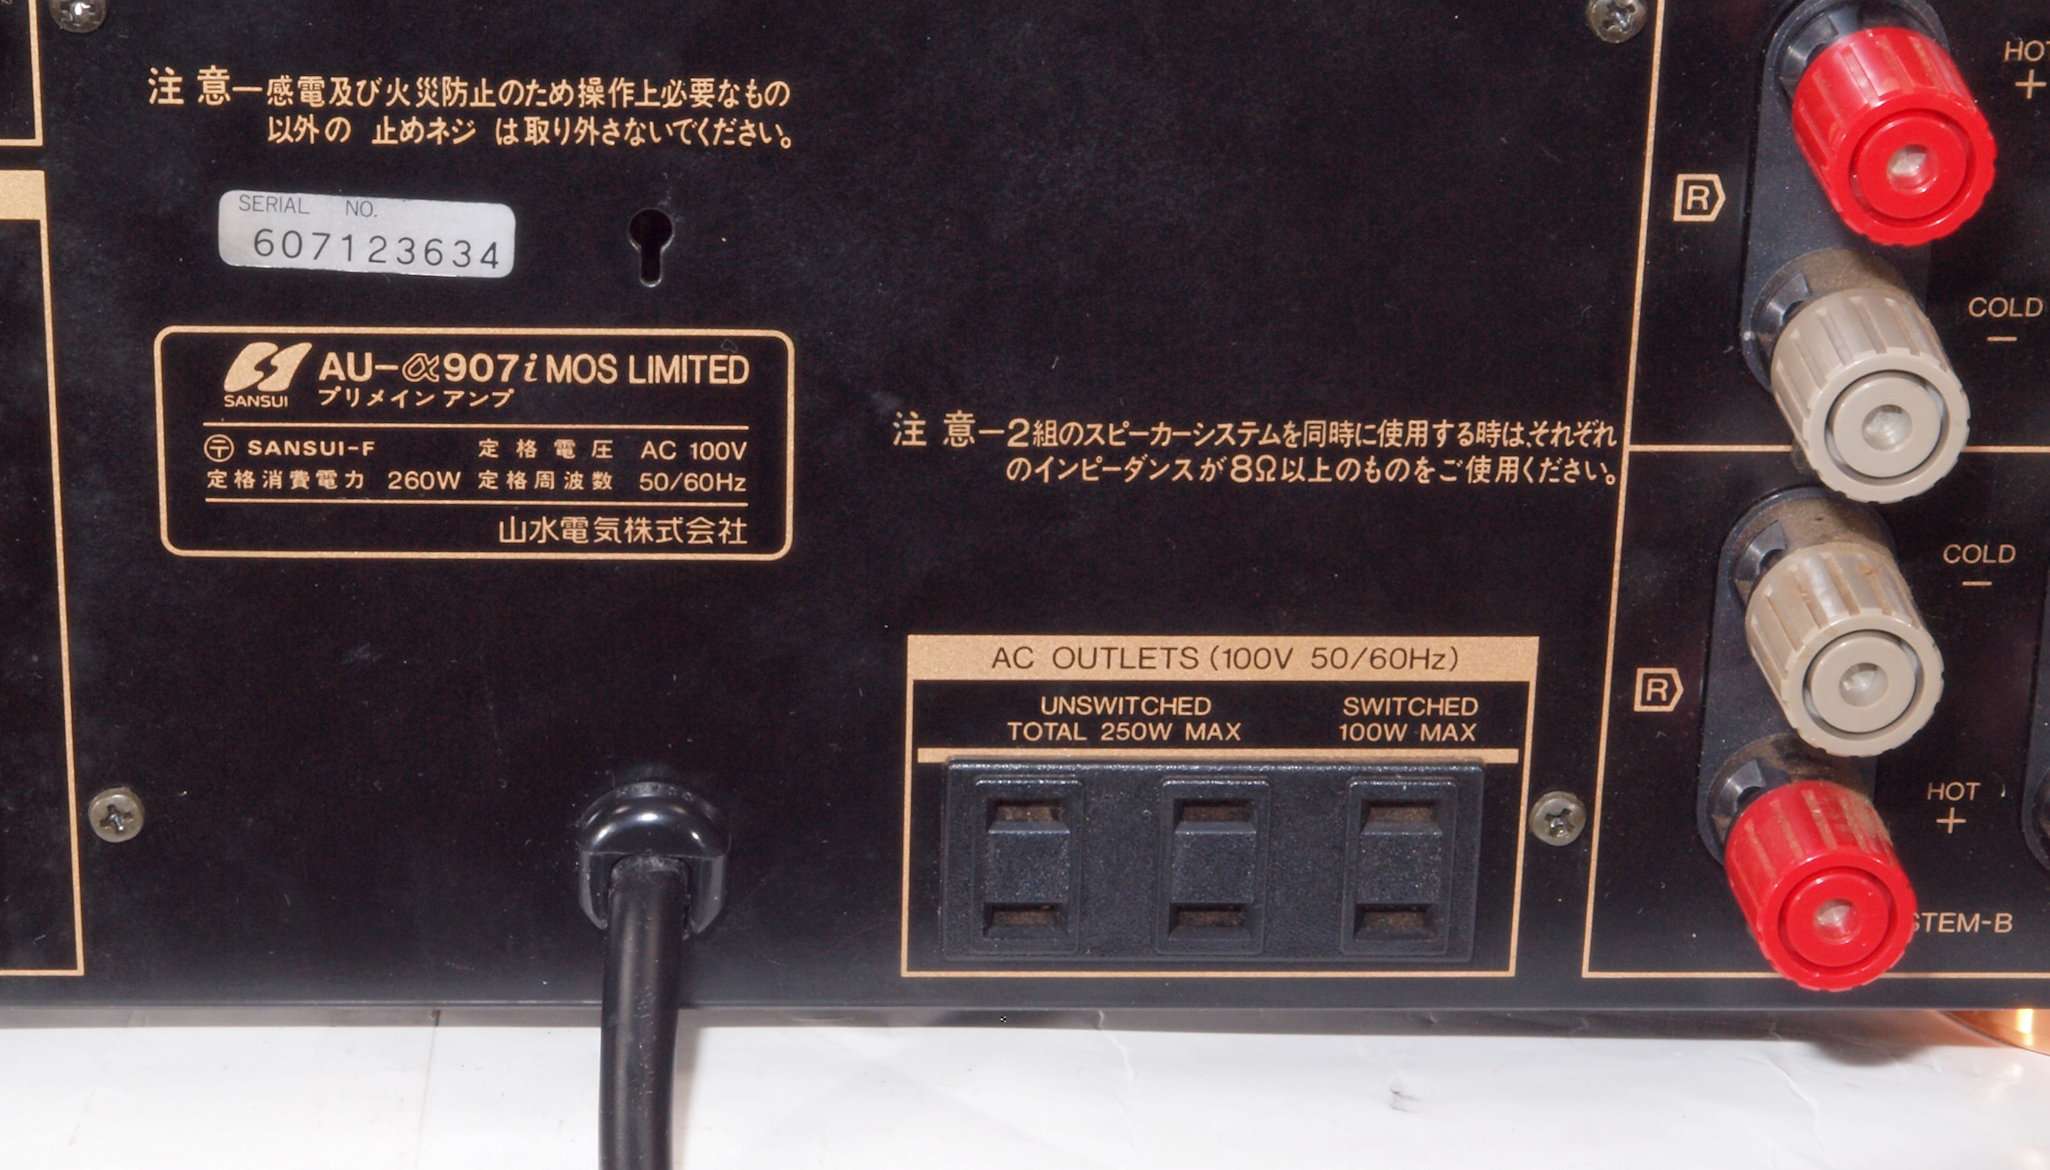 注意－感電及び火災防止のため操作上必要なもの
以外の 止めネジ は取り外さないでください。
SERIAL NO.
607123634
SANSUI
AU-α907i MOS LIMITED
プリメインアンプ
〒 SANSUI-F 定格電圧 AC 100V
定格消費電力 260W 定格周波数 50/60Hz
山水電気株式会社
注意－2組のスピーカーシステムを同時に使用する時は、それぞれ
のインピーダンスが8Ω以上のものをご使用ください。
AC OUTLETS (100V 50/60Hz)
UNSWITCHED
TOTAL 250W MAX
SWITCHED
100W MAX
HOT
+
R
COLD
−
COLD
−
R
HOT
+
STEM-B